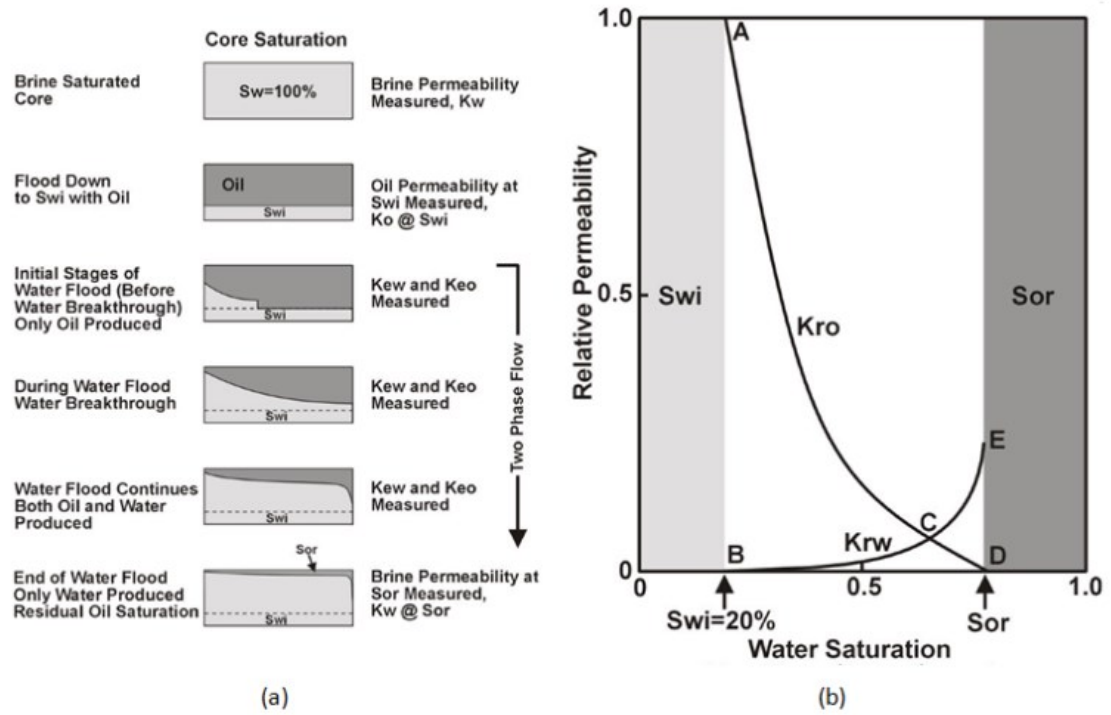 Core Saturation
Brine Saturated
Core
Sw=100%
Brine Permeability
Measured, Kw
Flood Down
to Swi with Oil
Oil
Swi
Oil Permeability at
Swi Measured,
Ko @ Swi
Initial Stages of
Water Flood (Before
Water Breakthrough)
Only Oil Produced
Swi
Kew and Keo
Measured
During Water Flood
Water Breakthrough
Swi
Kew and Keo
Measured
Water Flood Continues
Both Oil and Water
Produced
Swi
Kew and Keo
Measured
Two Phase Flow
End of Water Flood
Only Water Produced
Residual Oil Saturation
Sor
Swi
Brine Permeability at
Sor Measured,
Kw @ Sor
(a)
1.0
A
Relative Permeability
0.5
Swi
Sor
Kro
E
C
Krw
B
D
0
0
0.5
1.0
Swi=20%
Sor
Water Saturation
(b)